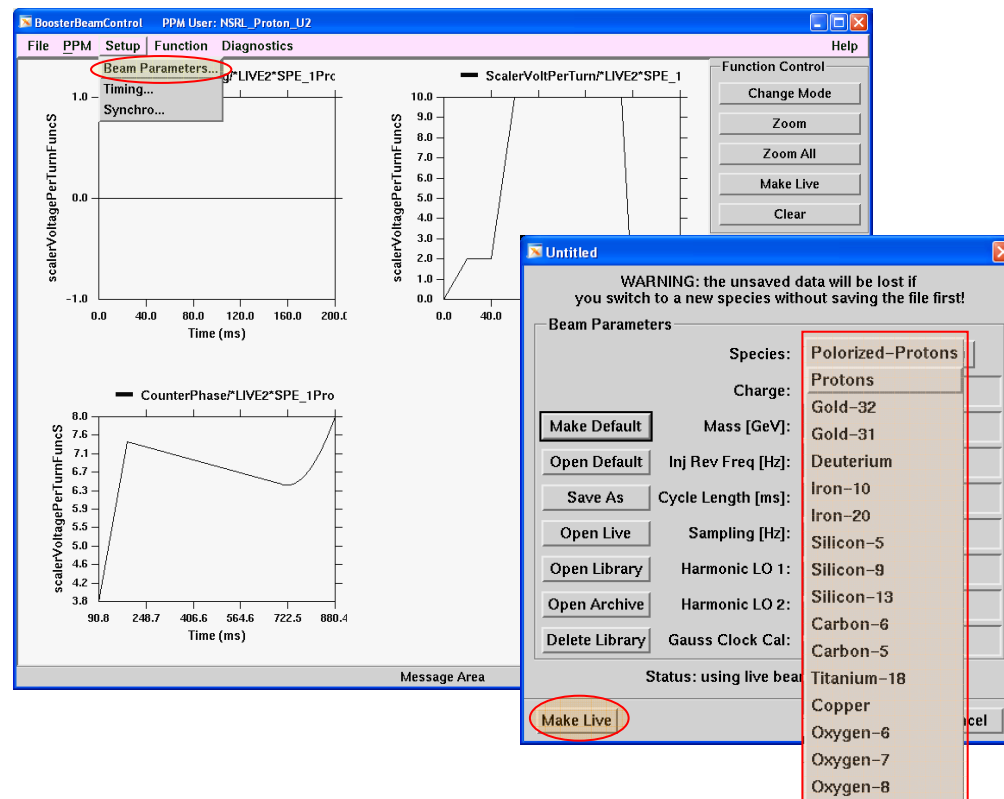 BoosterBeamControl PPM User: NSRL_Proton_U2
File PPM Setup Function Diagnostics Help
Beam Parameters...
Timing...
Synchro...
g/*LIVE2*SPE_1Prc
1.0
0.0
-1.0
scalerVoltagePerTurnFuncS
0.0 40.0 80.0 120.0 160.0 200.0
Time (ms)
ScalerVoltPerTurn/*LIVE2*SPE_1
10.0
9.0
8.0
7.0
6.0
5.0
4.0
3.0
2.0
1.0
0.0
scalerVoltagePerTurnFuncS
0.0 40.0
Function Control
Change Mode
Zoom
Zoom All
Make Live
Clear
CounterPhase/*LIVE2*SPE_1Pro
8.0
7.6
7.1
6.7
6.3
5.9
5.5
5.0
4.6
4.2
3.8
scalerVoltagePerTurnFuncS
90.8 248.7 406.6 564.6 722.5 880.4
Time (ms)
Message Area
Untitled
WARNING: the unsaved data will be lost if
you switch to a new species without saving the file first!
Beam Parameters
Species:
Charge:
Make Default Mass [GeV]:
Open Default Inj Rev Freq [Hz]:
Save As Cycle Length [ms]:
Open Live Sampling [Hz]:
Open Library Harmonic LO 1:
Open Archive Harmonic LO 2:
Delete Library Gauss Clock Cal:
Status: using live bea
Make Live
ncel
Polorized-Protons
Protons
Gold-32
Gold-31
Deuterium
Iron-10
Iron-20
Silicon-5
Silicon-9
Silicon-13
Carbon-6
Carbon-5
Titanium-18
Copper
Oxygen-6
Oxygen-7
Oxygen-8